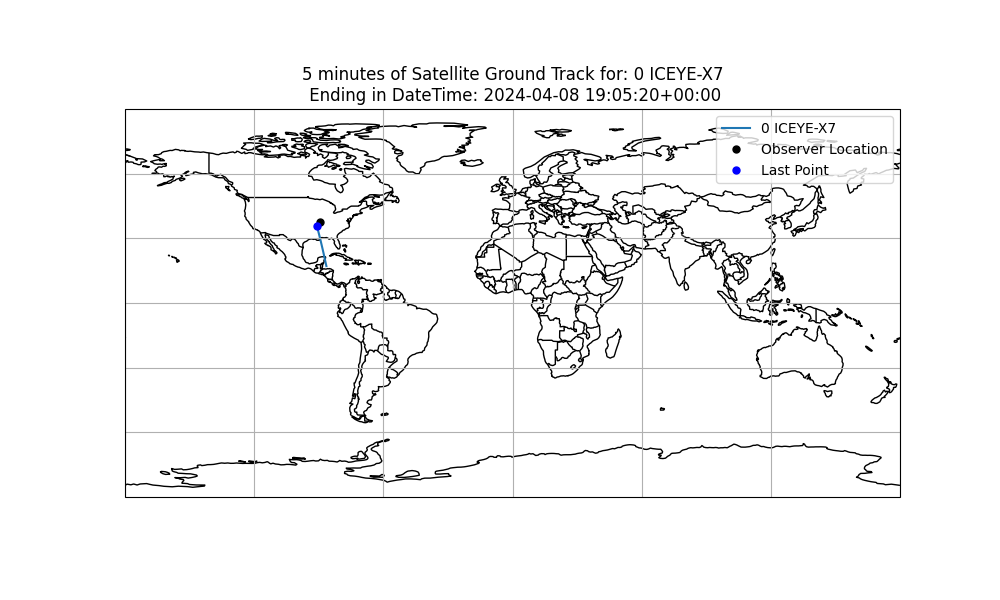 5 minutes of Satellite Ground Track for: 0 ICEYE-X7
Ending in DateTime: 2024-04-08 19:05:20+00:00
0 ICEYE-X7
Observer Location
Last Point